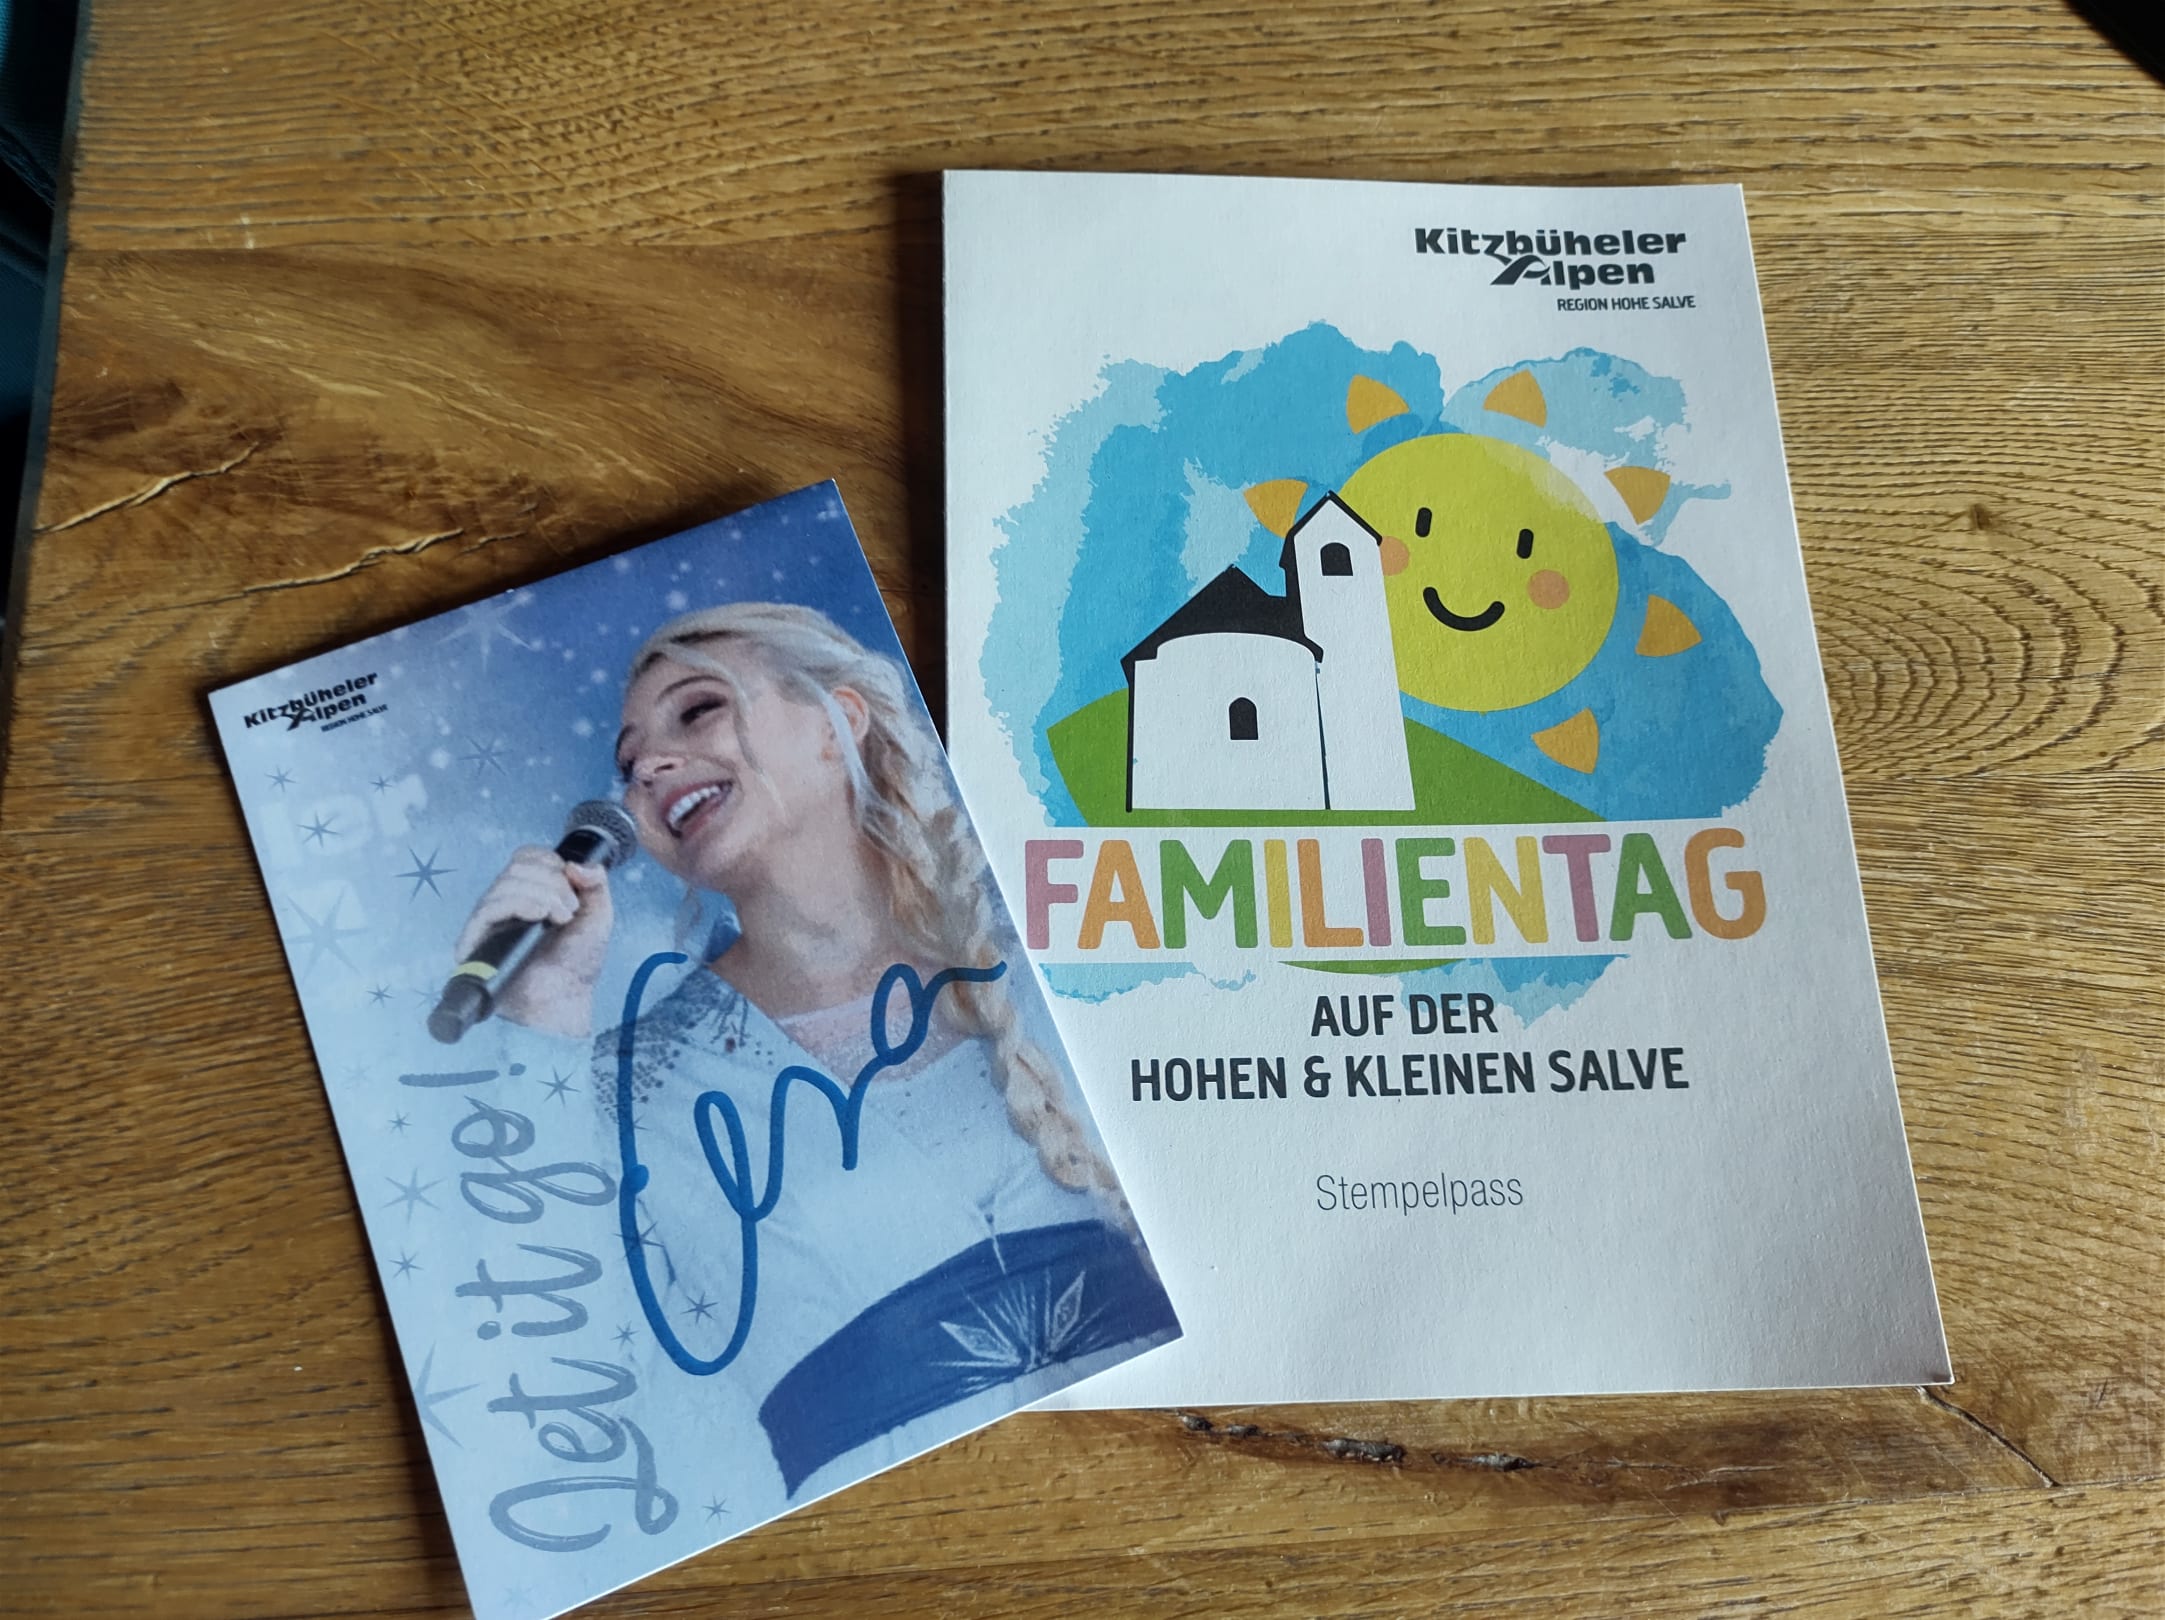 Kitzbüheler
Alpen
REGION HOHE SALVE
Let it go!
Kitzbüheler
Alpen
REGION HOHE SALVE
FAMILIENTAG
AUF DER
HOHEN & KLEINEN SALVE
Stempelpass